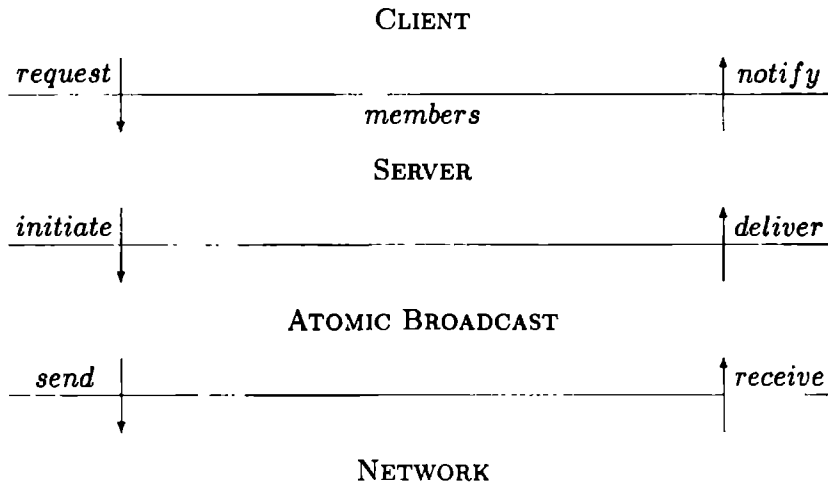 CLIENT
request notify
members
SERVER
initiate deliver
ATOMIC BROADCAST
send receive
NETWORK